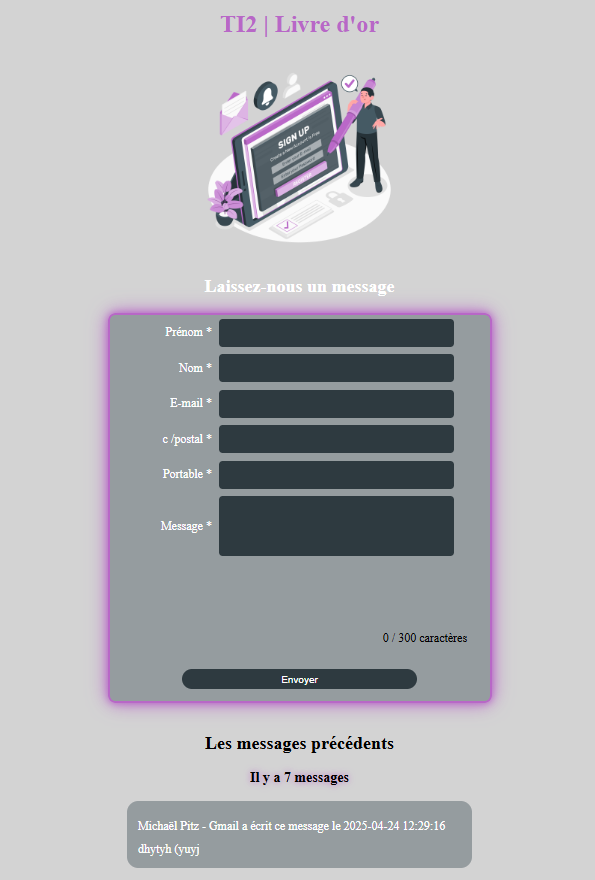 TI2 | Livre d'or
SIGN UP
Laissez-nous un message
Prénom *
Nom *
E-mail *
c /postal *
Portable *
Message *
0 / 300 caractères
Envoyer
Les messages précédents
Il y a 7 messages
Michaël Pitz - Gmail a écrit ce message le 2025-04-24 12:29:16
dhytyh (yuyj